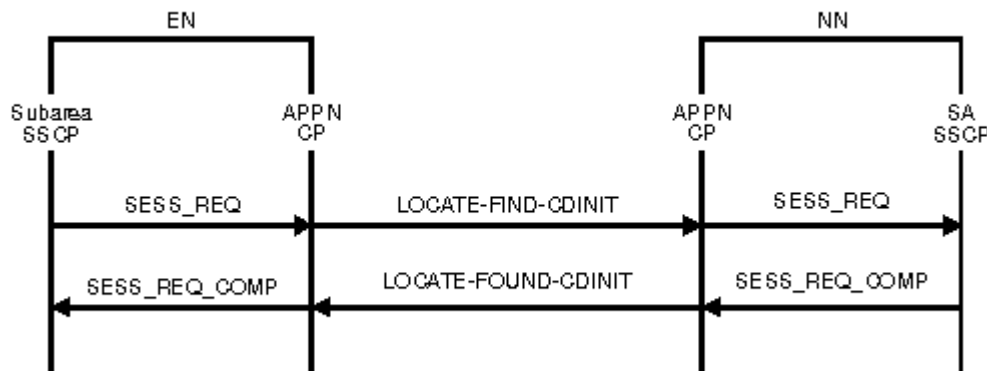 EN NN
Subarea SSCP
APPN CP
APPN CP
SA SSCP
SESS_REQ LOCATE-FIND-CDINIT SESS_REQ
SESS_REQ_COMP LOCATE-FOUND-CDINIT SESS_REQ_COMP